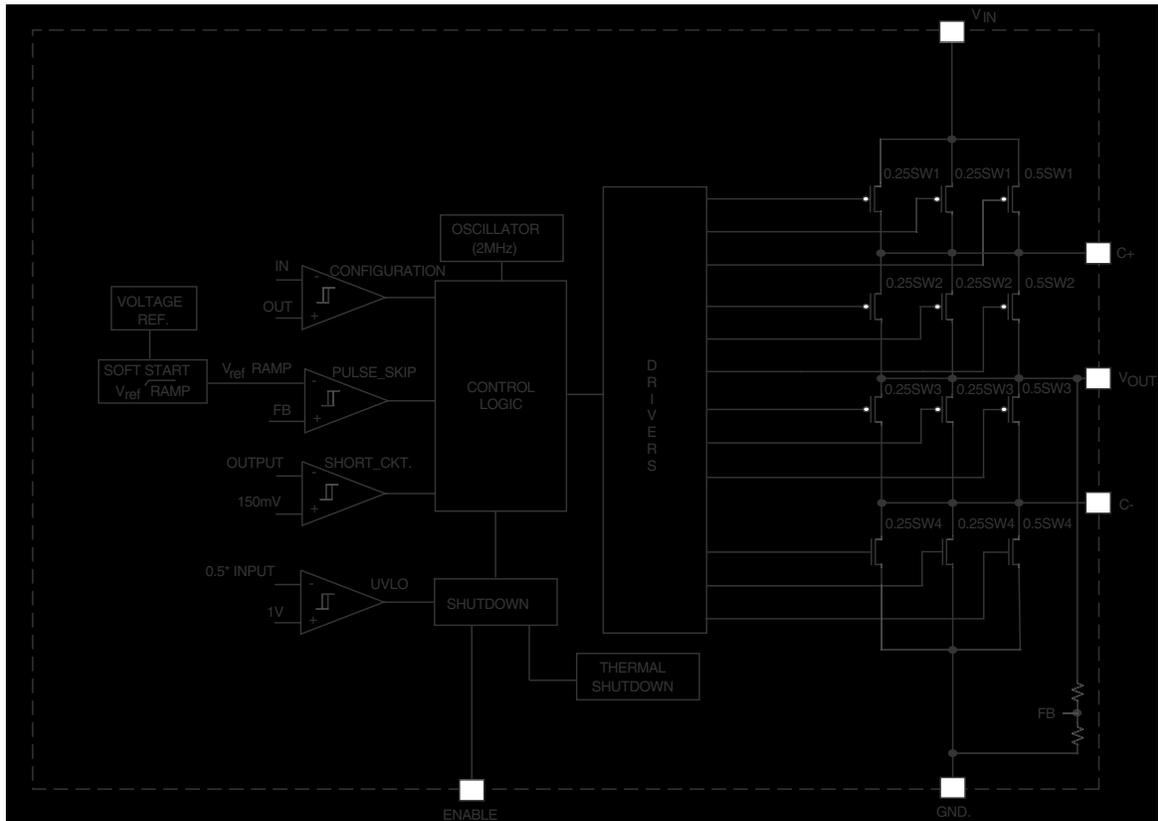 VIN
0.25SW1 0.25SW1 0.5SW1
OSCILLATOR
(2MHz)
C+
IN
CONFIGURATION
OUT
0.25SW2 0.25SW2 0.5SW2
VOLTAGE
REF.
SOFT START
Vref RAMP
Vref RAMP
PULSE_SKIP
FB
CONTROL
LOGIC
DRIVERS
VOUT
0.25SW3 0.25SW3 0.5SW3
OUTPUT
SHORT_CKT.
150mV
C-
0.25SW4 0.25SW4 0.5SW4
0.5* INPUT
UVLO
1V
SHUTDOWN
THERMAL
SHUTDOWN
FB
ENABLE
GND.